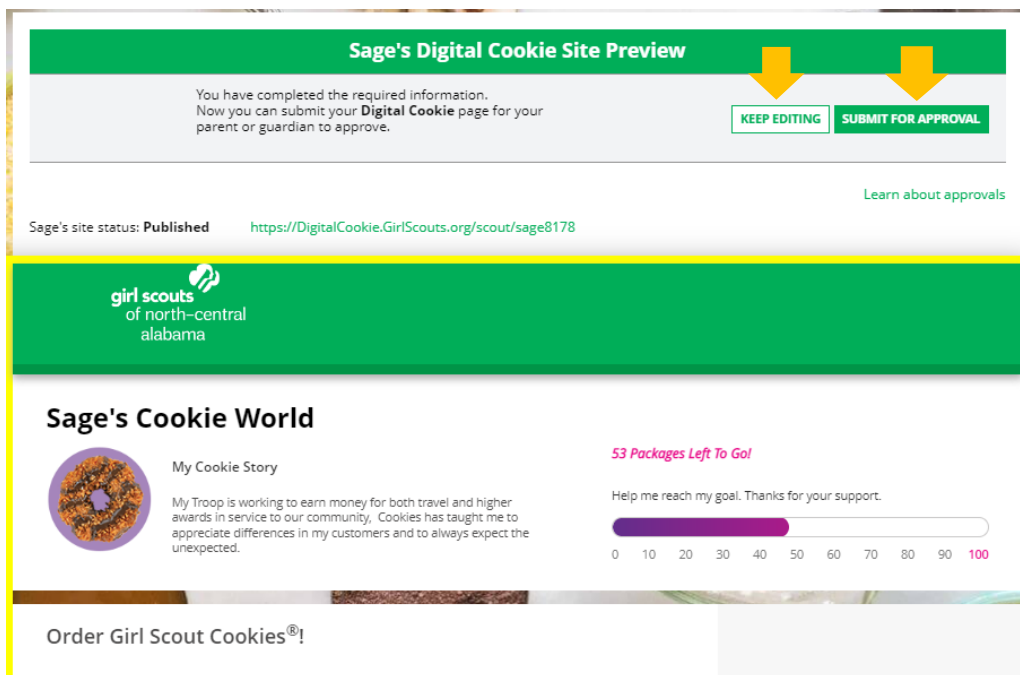 Sage's Digital Cookie Site Preview
You have completed the required information.
Now you can submit your Digital Cookie page for your
parent or guardian to approve.
KEEP EDITING
SUBMIT FOR APPROVAL
Learn about approvals
Sage's site status: Published
https://DigitalCookie.GirlScouts.org/scout/sage8178
girl scouts
of north-central
alabama
Sage's Cookie World
My Cookie Story
My Troop is working to earn money for both travel and higher
awards in service to our community, Cookies has taught me to
appreciate differences in my customers and to always expect the
unexpected.
53 Packages Left To Go!
Help me reach my goal. Thanks for your support.
0 10 20 30 40 50 60 70 80 90 100
Order Girl Scout Cookies®!